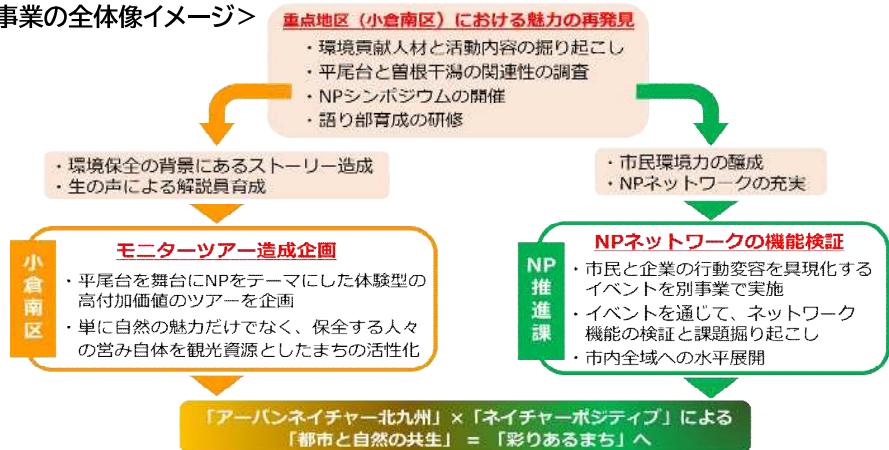 事業の全体像イメージ＞
重点地区（小倉南区）における魅力の再発見
・環境貢献人材と活動内容の掘り起こし
・平尾台と曽根干潟の関連性の調査
・NPシンポジウムの開催
・語り部育成の研修
・環境保全の背景にあるストーリー造成
・生の声による解説員育成
・市民環境力の醸成
・NPネットワークの充実
小倉南区
モニターツアー造成企画
・平尾台を舞台にNPをテーマにした体験型の
高付加価値のツアーを企画
・単に自然の魅力だけでなく、保全する人々
の営み自体を観光資源としたまちの活性化
NP推進課
NPネットワークの機能検証
・市民と企業の行動変容を具現化する
イベントを別事業で実施
・イベントを通じて、ネットワーク
機能の検証と課題掘り起こし
・市内全域への水平展開
「アーバンネイチャー北九州」×「ネイチャーポジティブ」による
「都市と自然の共生」＝「彩りあるまち」へ